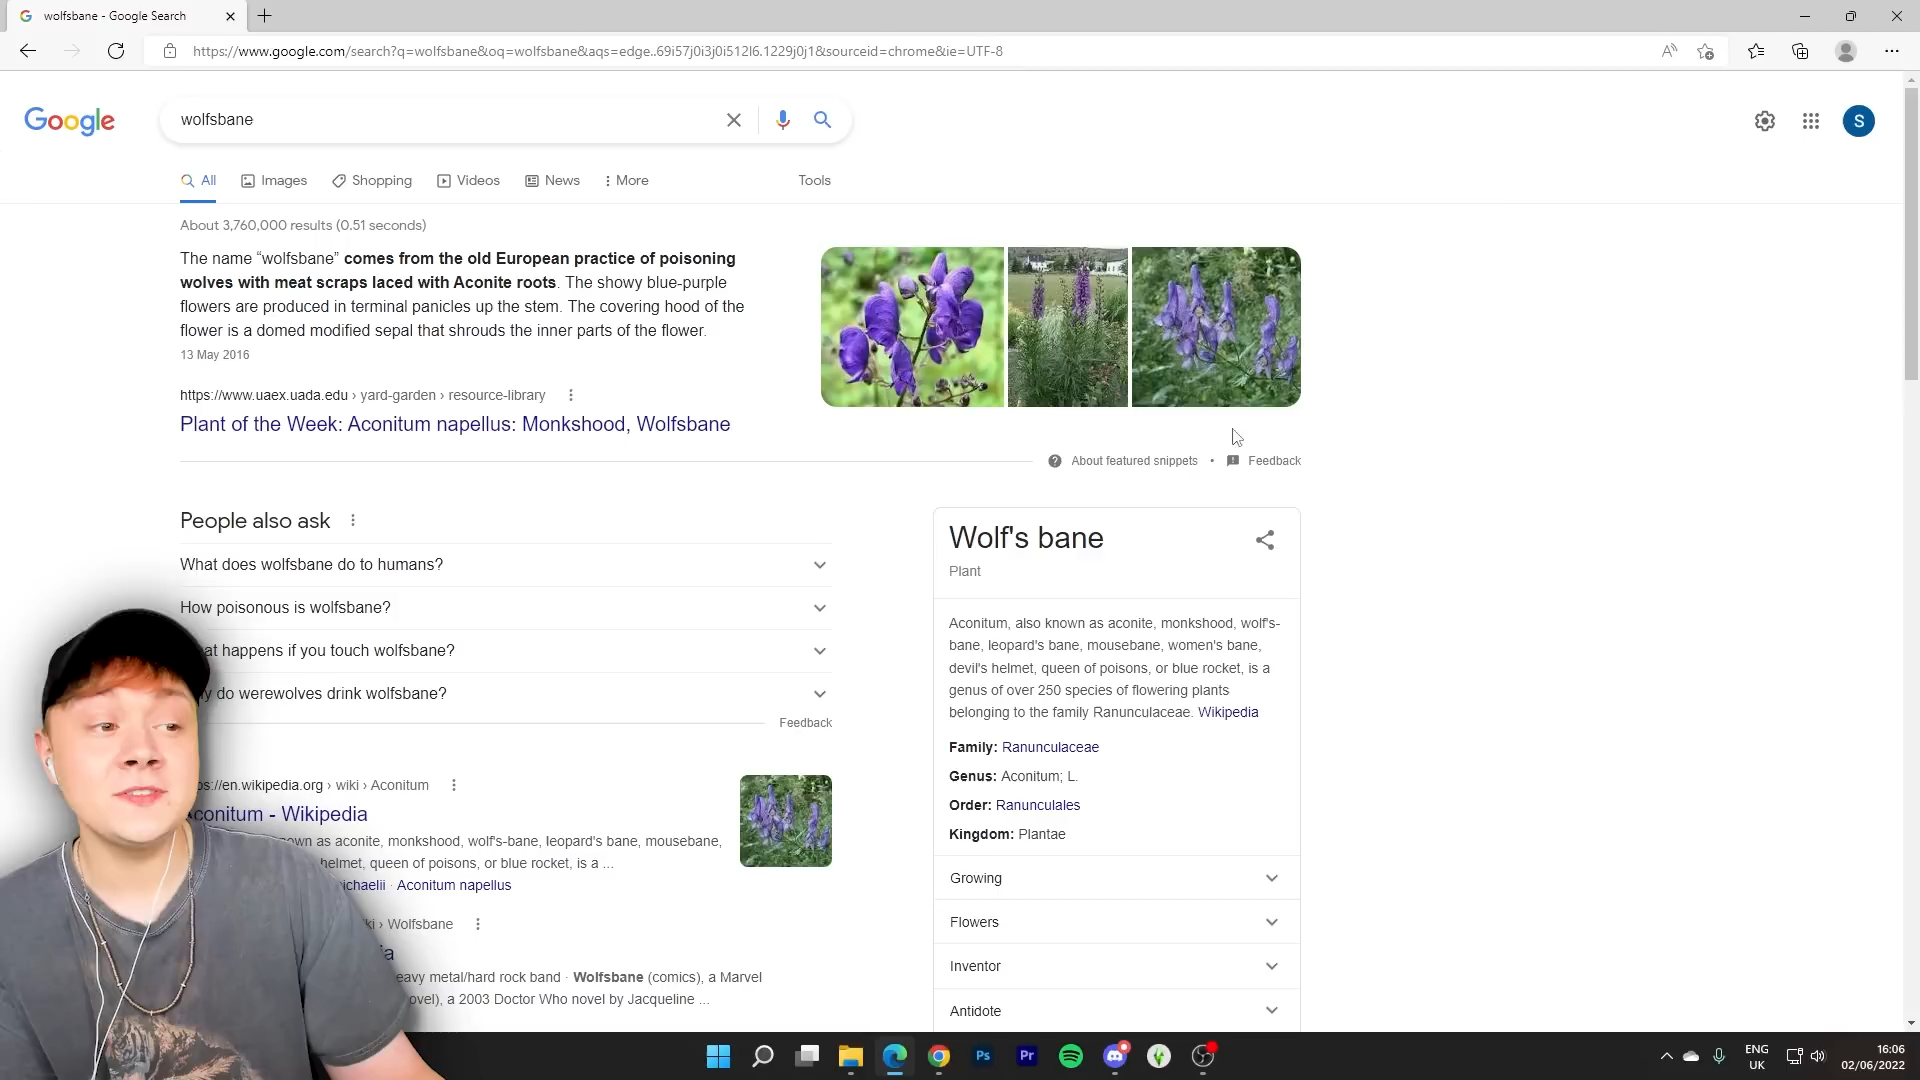 wolfsbane - Google Search
https://www.google.com/search?q=wolfsbane&oq=wolfsbane&aqs=edge..69i57j0i3j0i512l6.1229j0j1&sourceid=chrome&ie=UTF-8
Google
wolfsbane
S
All Images Shopping Videos News More Tools
About 3,760,000 results (0.51 seconds)
The name “wolfsbane” comes from the old European practice of poisoning
wolves with meat scraps laced with Aconite roots. The showy blue-purple
flowers are produced in terminal panicles up the stem. The covering hood of the
flower is a domed modified sepal that shrouds the inner parts of the flower.
13 May 2016
https://www.uaex.uada.edu › yard-garden › resource-library
Plant of the Week: Aconitum napellus: Monkshood, Wolfsbane
About featured snippets • Feedback
People also ask
What does wolfsbane do to humans?
How poisonous is wolfsbane?
at happens if you touch wolfsbane?
y do werewolves drink wolfsbane?
Feedback
ps://en.wikipedia.org › wiki › Aconitum
Aconitum - Wikipedia
own as aconite, monkshood, wolf's-bane, leopard's bane, mousebane,
helmet, queen of poisons, or blue rocket, is a ...
ichaelii · Aconitum napellus
ki › Wolfsbane
ia
eavy metal/hard rock band · Wolfsbane (comics), a Marvel
ovel), a 2003 Doctor Who novel by Jacqueline ...
Wolf's bane
Plant
Aconitum, also known as aconite, monkshood, wolf's-
bane, leopard's bane, mousebane, women's bane,
devil's helmet, queen of poisons, or blue rocket, is a
genus of over 250 species of flowering plants
belonging to the family Ranunculaceae. Wikipedia
Family: Ranunculaceae
Genus: Aconitum; L.
Order: Ranunculales
Kingdom: Plantae
Growing
Flowers
Inventor
Antidote
Ps
Pr
ENG
UK
16:06
02/06/2022